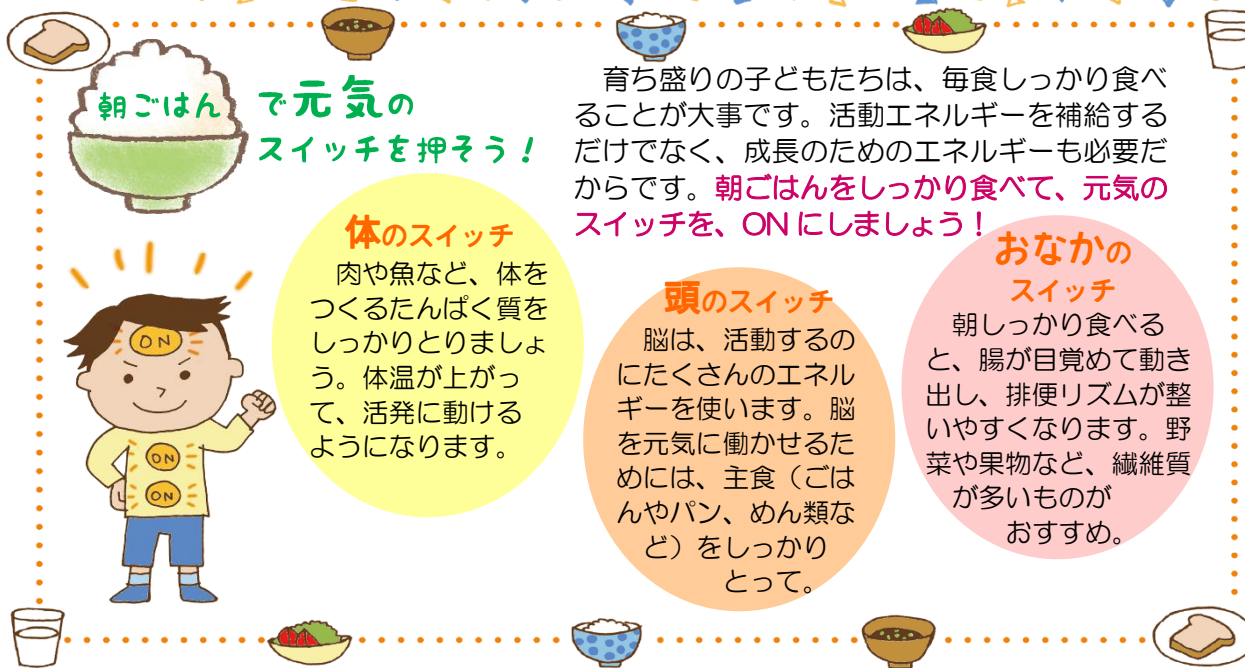 朝ごはん で元気の
スイッチを押そう！
育ち盛りの子どもたちは、毎食しっかり食べ
ることが大事です。活動エネルギーを補給する
だけでなく、成長のためのエネルギーも必要だ
からです。朝ごはんをしっかり食べて、元気の
スイッチを、ONにしましょう！
体のスイッチ
肉や魚など、体を
つくるたんぱく質を
しっかりとりましょ
う。体温が上がっ
て、活発に動ける
ようになります。
頭のスイッチ
脳は、活動するの
にたくさんのエネル
ギーを使います。脳
を元気に働かせるた
めには、主食（ごは
んやパン、めん類な
ど）をしっかり
とって。
おなかの
スイッチ
朝しっかり食べる
と、腸が目覚めて動き
出し、排便リズムが整
いやすくなります。野
菜や果物など、繊維質
が多いものが
おすすめ。
ON
ON
ON